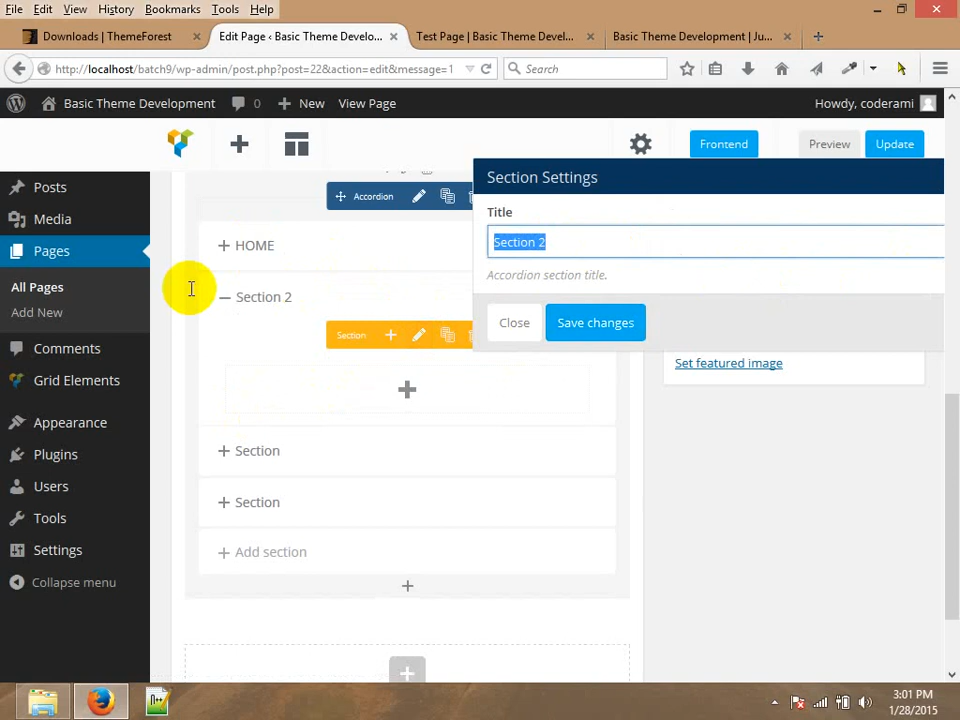 File Edit View History Bookmarks Tools Help
Downloads | ThemeForest × Edit Page ‹ Basic Theme Develo... × Test Page | Basic Theme Devel... × Basic Theme Development | Ju... ×
http://localhost/batch9/wp-admin/post.php?post=22&action=edit&message=1 Search
Basic Theme Development 0 New View Page Howdy, coderami
Frontend Preview Update
Posts
Media
Pages
All Pages
Add New
Comments
Grid Elements
Appearance
Plugins
Users
Tools
Settings
Collapse menu
Accordion
HOME
Section 2
Section
Section
Section
Add section
Section Settings
Title
Section 2
Accordion section title.
Close Save changes
Set featured image
3:01 PM
1/28/2015